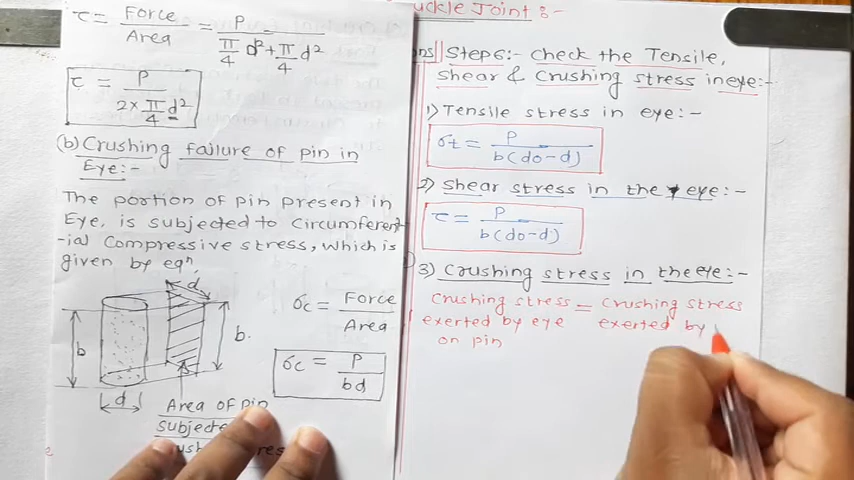 τ = Force/Area = P/(π/4 d² + π/4 d²)
τ = P/(2 × π/4 d²)
(b) Crushing failure of pin in
Eye:-
The portion of pin present in
Eye, is subjected to Circumferent-
-ial Compressive stress, which is
given by eqⁿ,
d
b
b.
d
σc = Force/Area
σc = P/bd
Area of pin
Subjecte
uckle Joint :-
ons
Step6:- Check the Tensile,
Shear & Crushing stress in eye:-
1) Tensile stress in eye:-
σt = P/b(do-d)
2) Shear stress in the eye:-
τ = P/b(do-d)
3) Crushing stress in the eye:-
Crushing stress = Crushing stress
exerted by eye exerted by
on pin